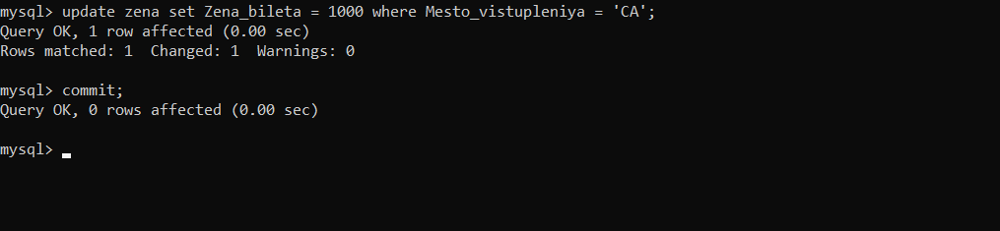 mysql> update zena set Zena_bileta = 1000 where Mesto_vistupleniya = 'CA';
Query OK, 1 row affected (0.00 sec)
Rows matched: 1  Changed: 1  Warnings: 0
mysql> commit;
Query OK, 0 rows affected (0.00 sec)
mysql>